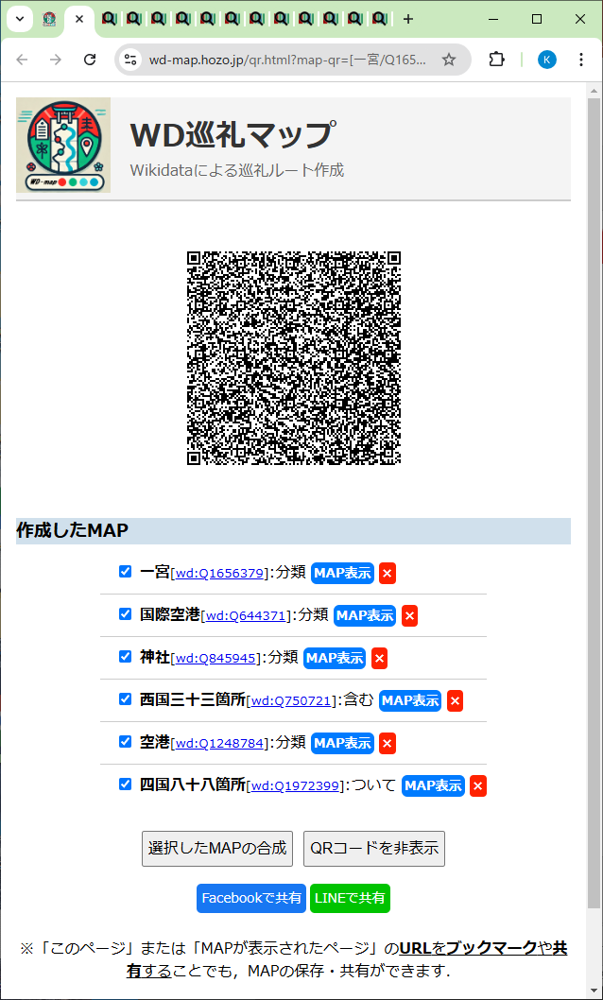 wd-map.hozo.jp/qr.html?map-qr=[一宮/Q165…
K
WD-map
WD巡礼マップ
Wikidataによる巡礼ルート作成
作成したMAP
一宮[wd:Q1656379]:分類 MAP表示 ×
国際空港[wd:Q644371]:分類 MAP表示 ×
神社[wd:Q845945]:分類 MAP表示 ×
西国三十三箇所[wd:Q750721]:含む MAP表示 ×
空港[wd:Q1248784]:分類 MAP表示 ×
四国八十八箇所[wd:Q1972399]:ついて MAP表示 ×
選択したMAPの合成 QRコードを非表示
Facebookで共有 LINEで共有
※「このページ」または「MAPが表示されたページ」のURLをブックマークや共
有することでも，MAPの保存・共有ができます.